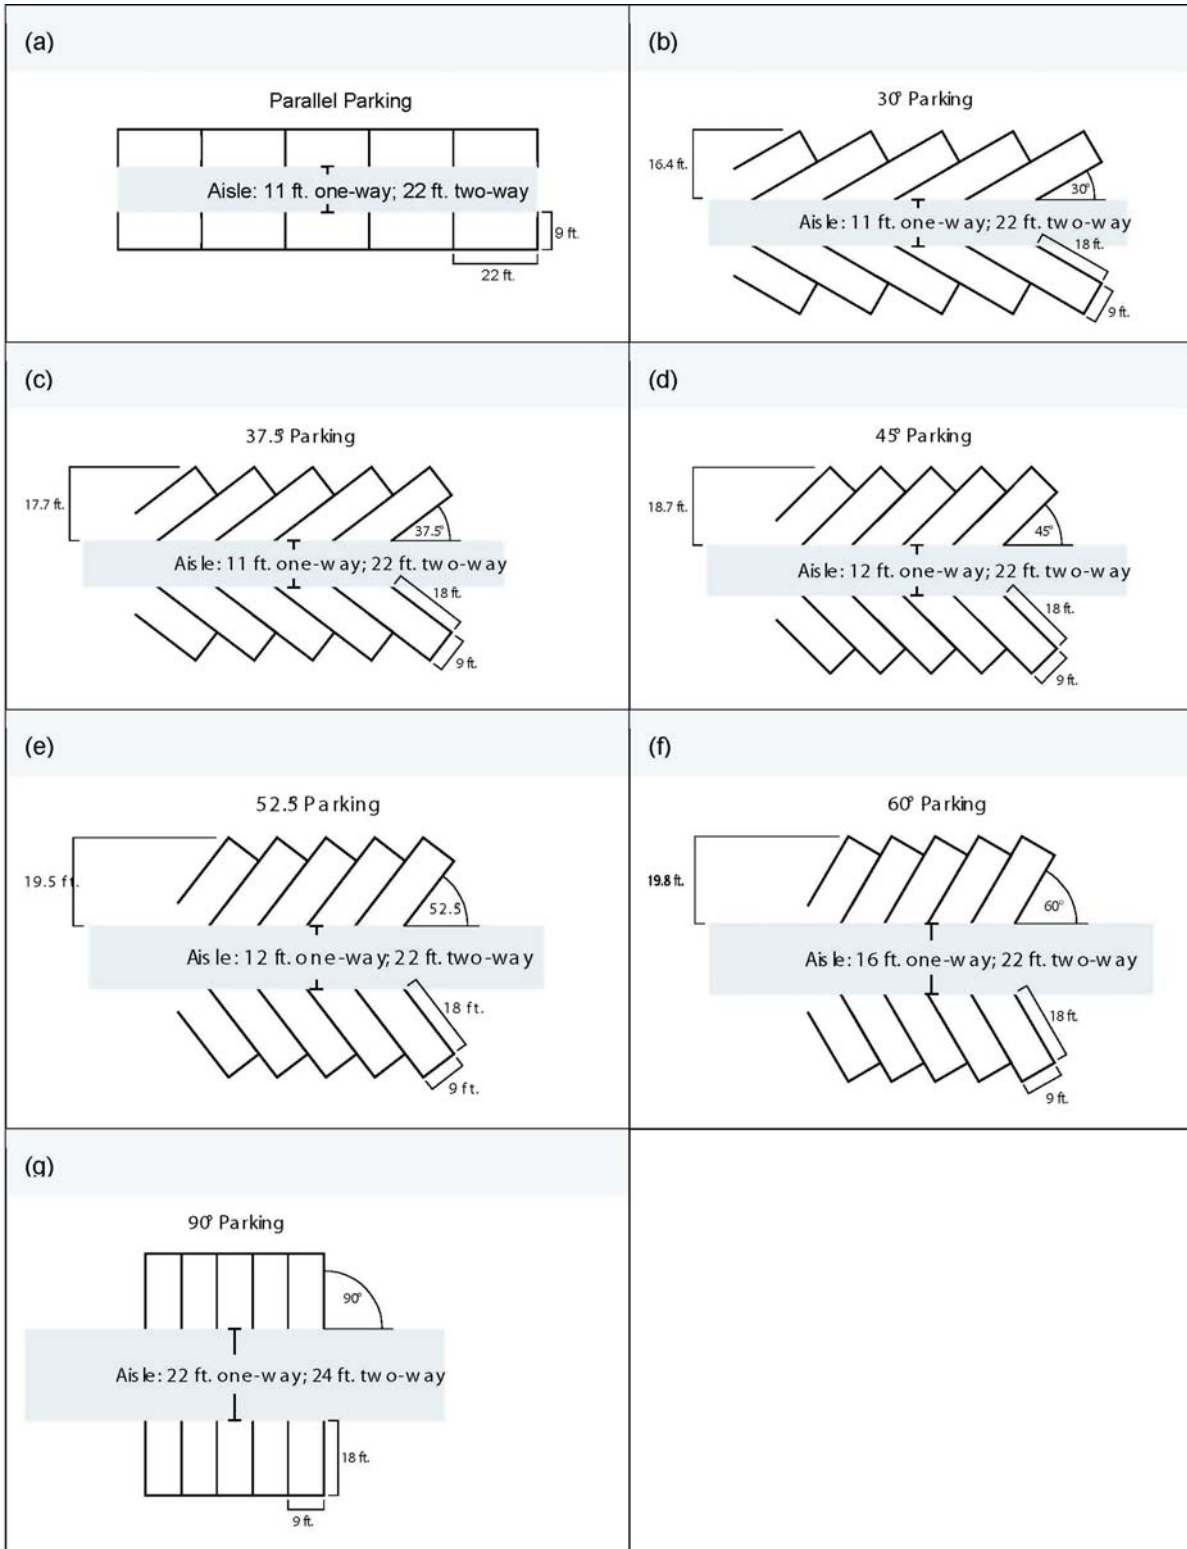 (a)
Parallel Parking
Aisle: 11 ft. one-way; 22 ft. two-way
9 ft.
22 ft.
(b)
30° Parking
16.4 ft.
30°
Aisle: 11 ft. one-way; 22 ft. two-way
18 ft.
9 ft.
(c)
37.5° Parking
17.7 ft.
37.5°
Aisle: 11 ft. one-way; 22 ft. two-way
18 ft.
9 ft.
(d)
45° Parking
18.7 ft.
45°
Aisle: 12 ft. one-way; 22 ft. two-way
18 ft.
9 ft.
(e)
52.5 Parking
19.5 ft.
52.5
Aisle: 12 ft. one-way; 22 ft. two-way
18 ft.
9 ft.
(f)
60° Parking
19.8 ft.
60°
Aisle: 16 ft. one-way; 22 ft. two-way
18 ft.
9 ft.
(g)
90° Parking
90°
Aisle: 22 ft. one-way; 24 ft. two-way
18 ft.
9 ft.